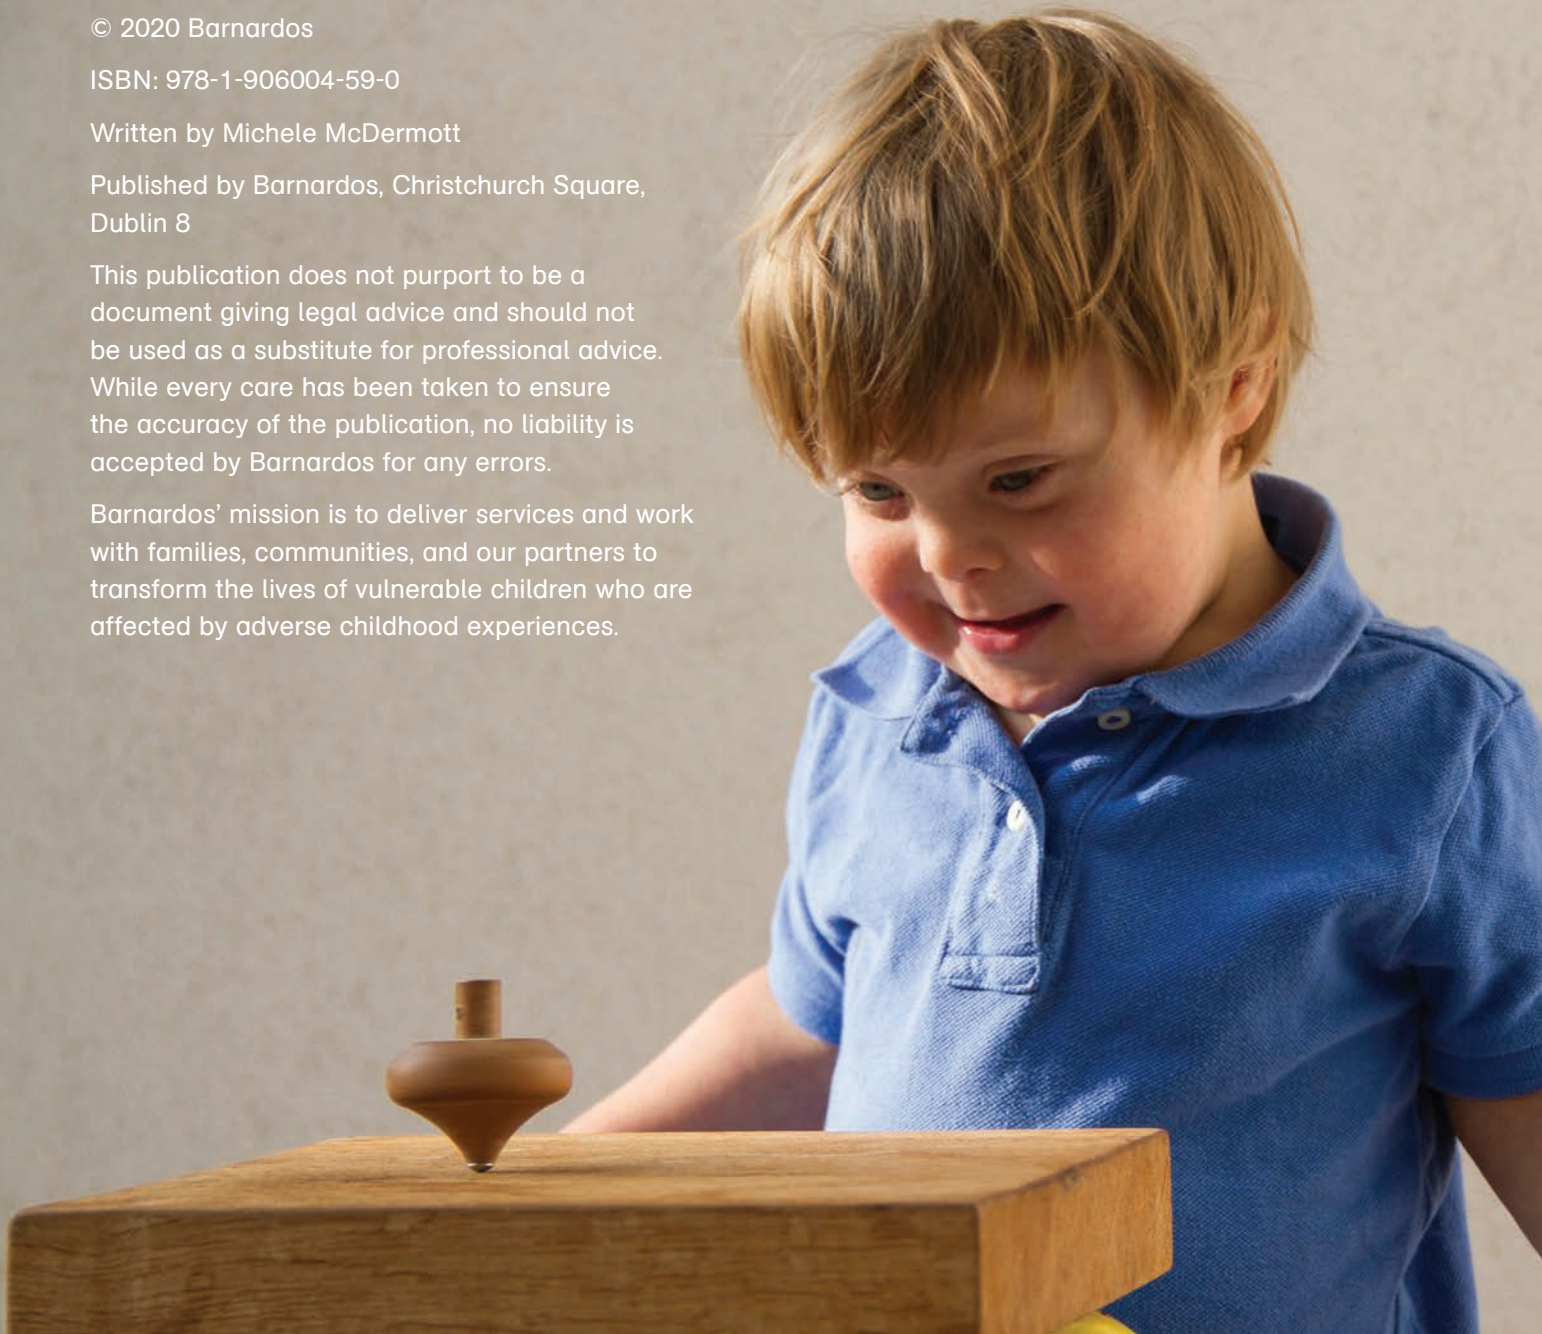 © 2020 Barnardos
ISBN: 978-1-906004-59-0
Written by Michele McDermott
Published by Barnardos, Christchurch Square,
Dublin 8
This publication does not purport to be a
document giving legal advice and should not
be used as a substitute for professional advice.
While every care has been taken to ensure
the accuracy of the publication, no liability is
accepted by Barnardos for any errors.
Barnardos’ mission is to deliver services and work
with families, communities, and our partners to
transform the lives of vulnerable children who are
affected by adverse childhood experiences.